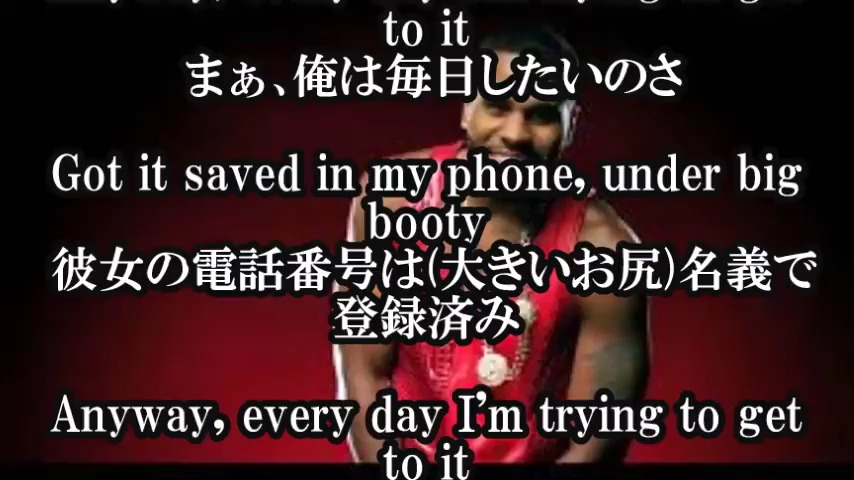 to it
まぁ、俺は毎日したいのさ
Got it saved in my phone, under big
booty
彼女の電話番号は(大きいお尻)名義で
登録済み
Anyway, every day I'm trying to get
to it